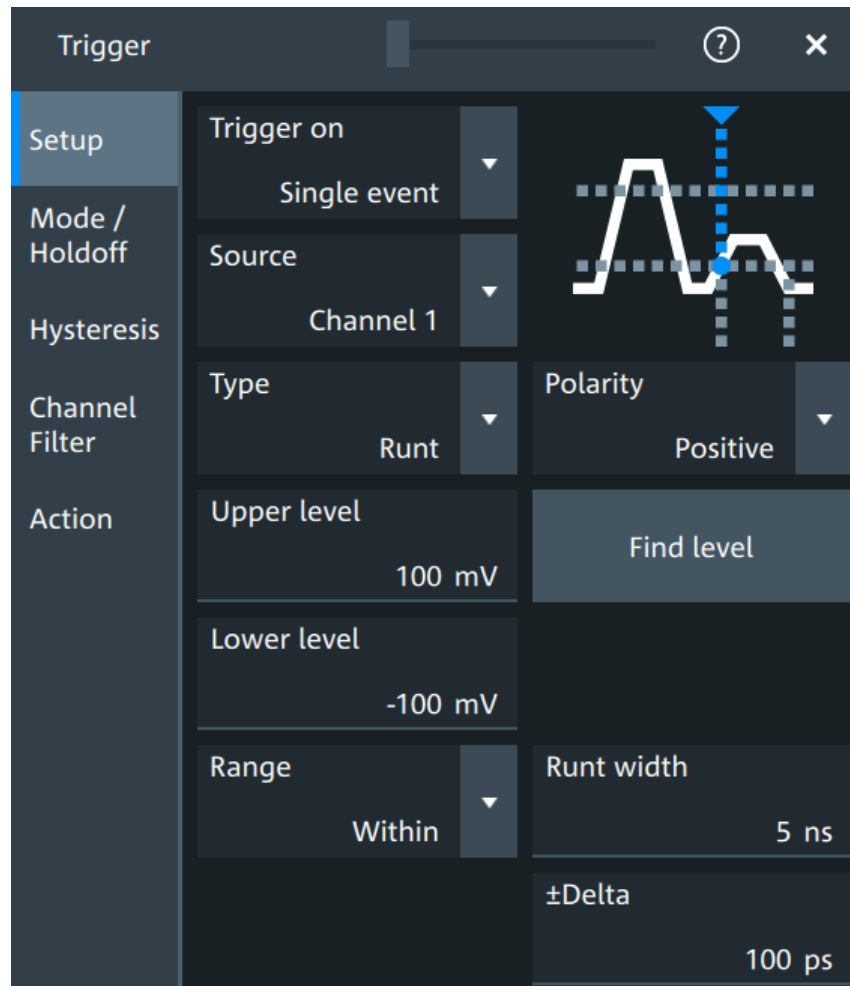 Trigger
?
Setup
Mode /
Holdoff
Hysteresis
Channel
Filter
Action
Trigger on
Single event
Source
Channel 1
Type
Runt
Polarity
Positive
Upper level
100 mV
Find level
Lower level
-100 mV
Range
Within
Runt width
5 ns
±Delta
100 ps